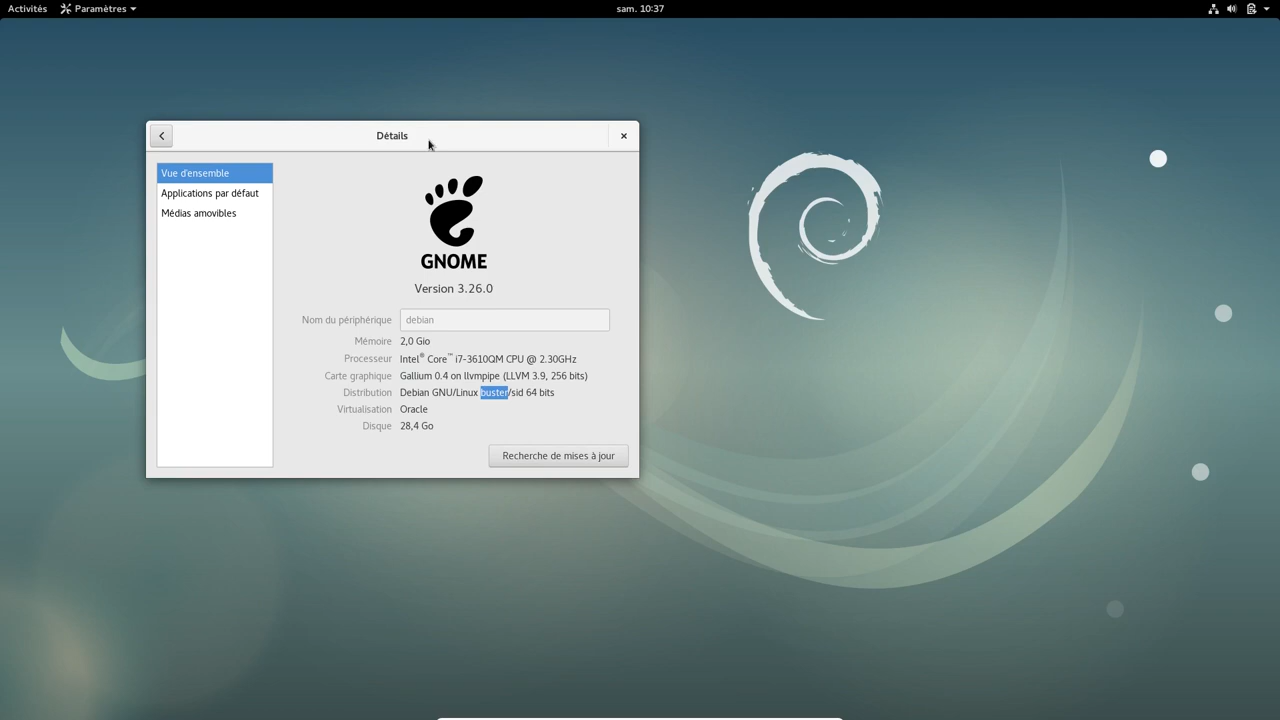 Activités Paramètres sam. 10:37
Détails
Vue d'ensemble
Applications par défaut
Médias amovibles
GNOME
Version 3.26.0
Nom du périphérique debian
Mémoire 2,0 Gio
Processeur Intel® Core™ i7-3610QM CPU @ 2.30GHz
Carte graphique Gallium 0.4 on llvmpipe (LLVM 3.9, 256 bits)
Distribution Debian GNU/Linux buster/sid 64 bits
Virtualisation Oracle
Disque 28,4 Go
Recherche de mises à jour